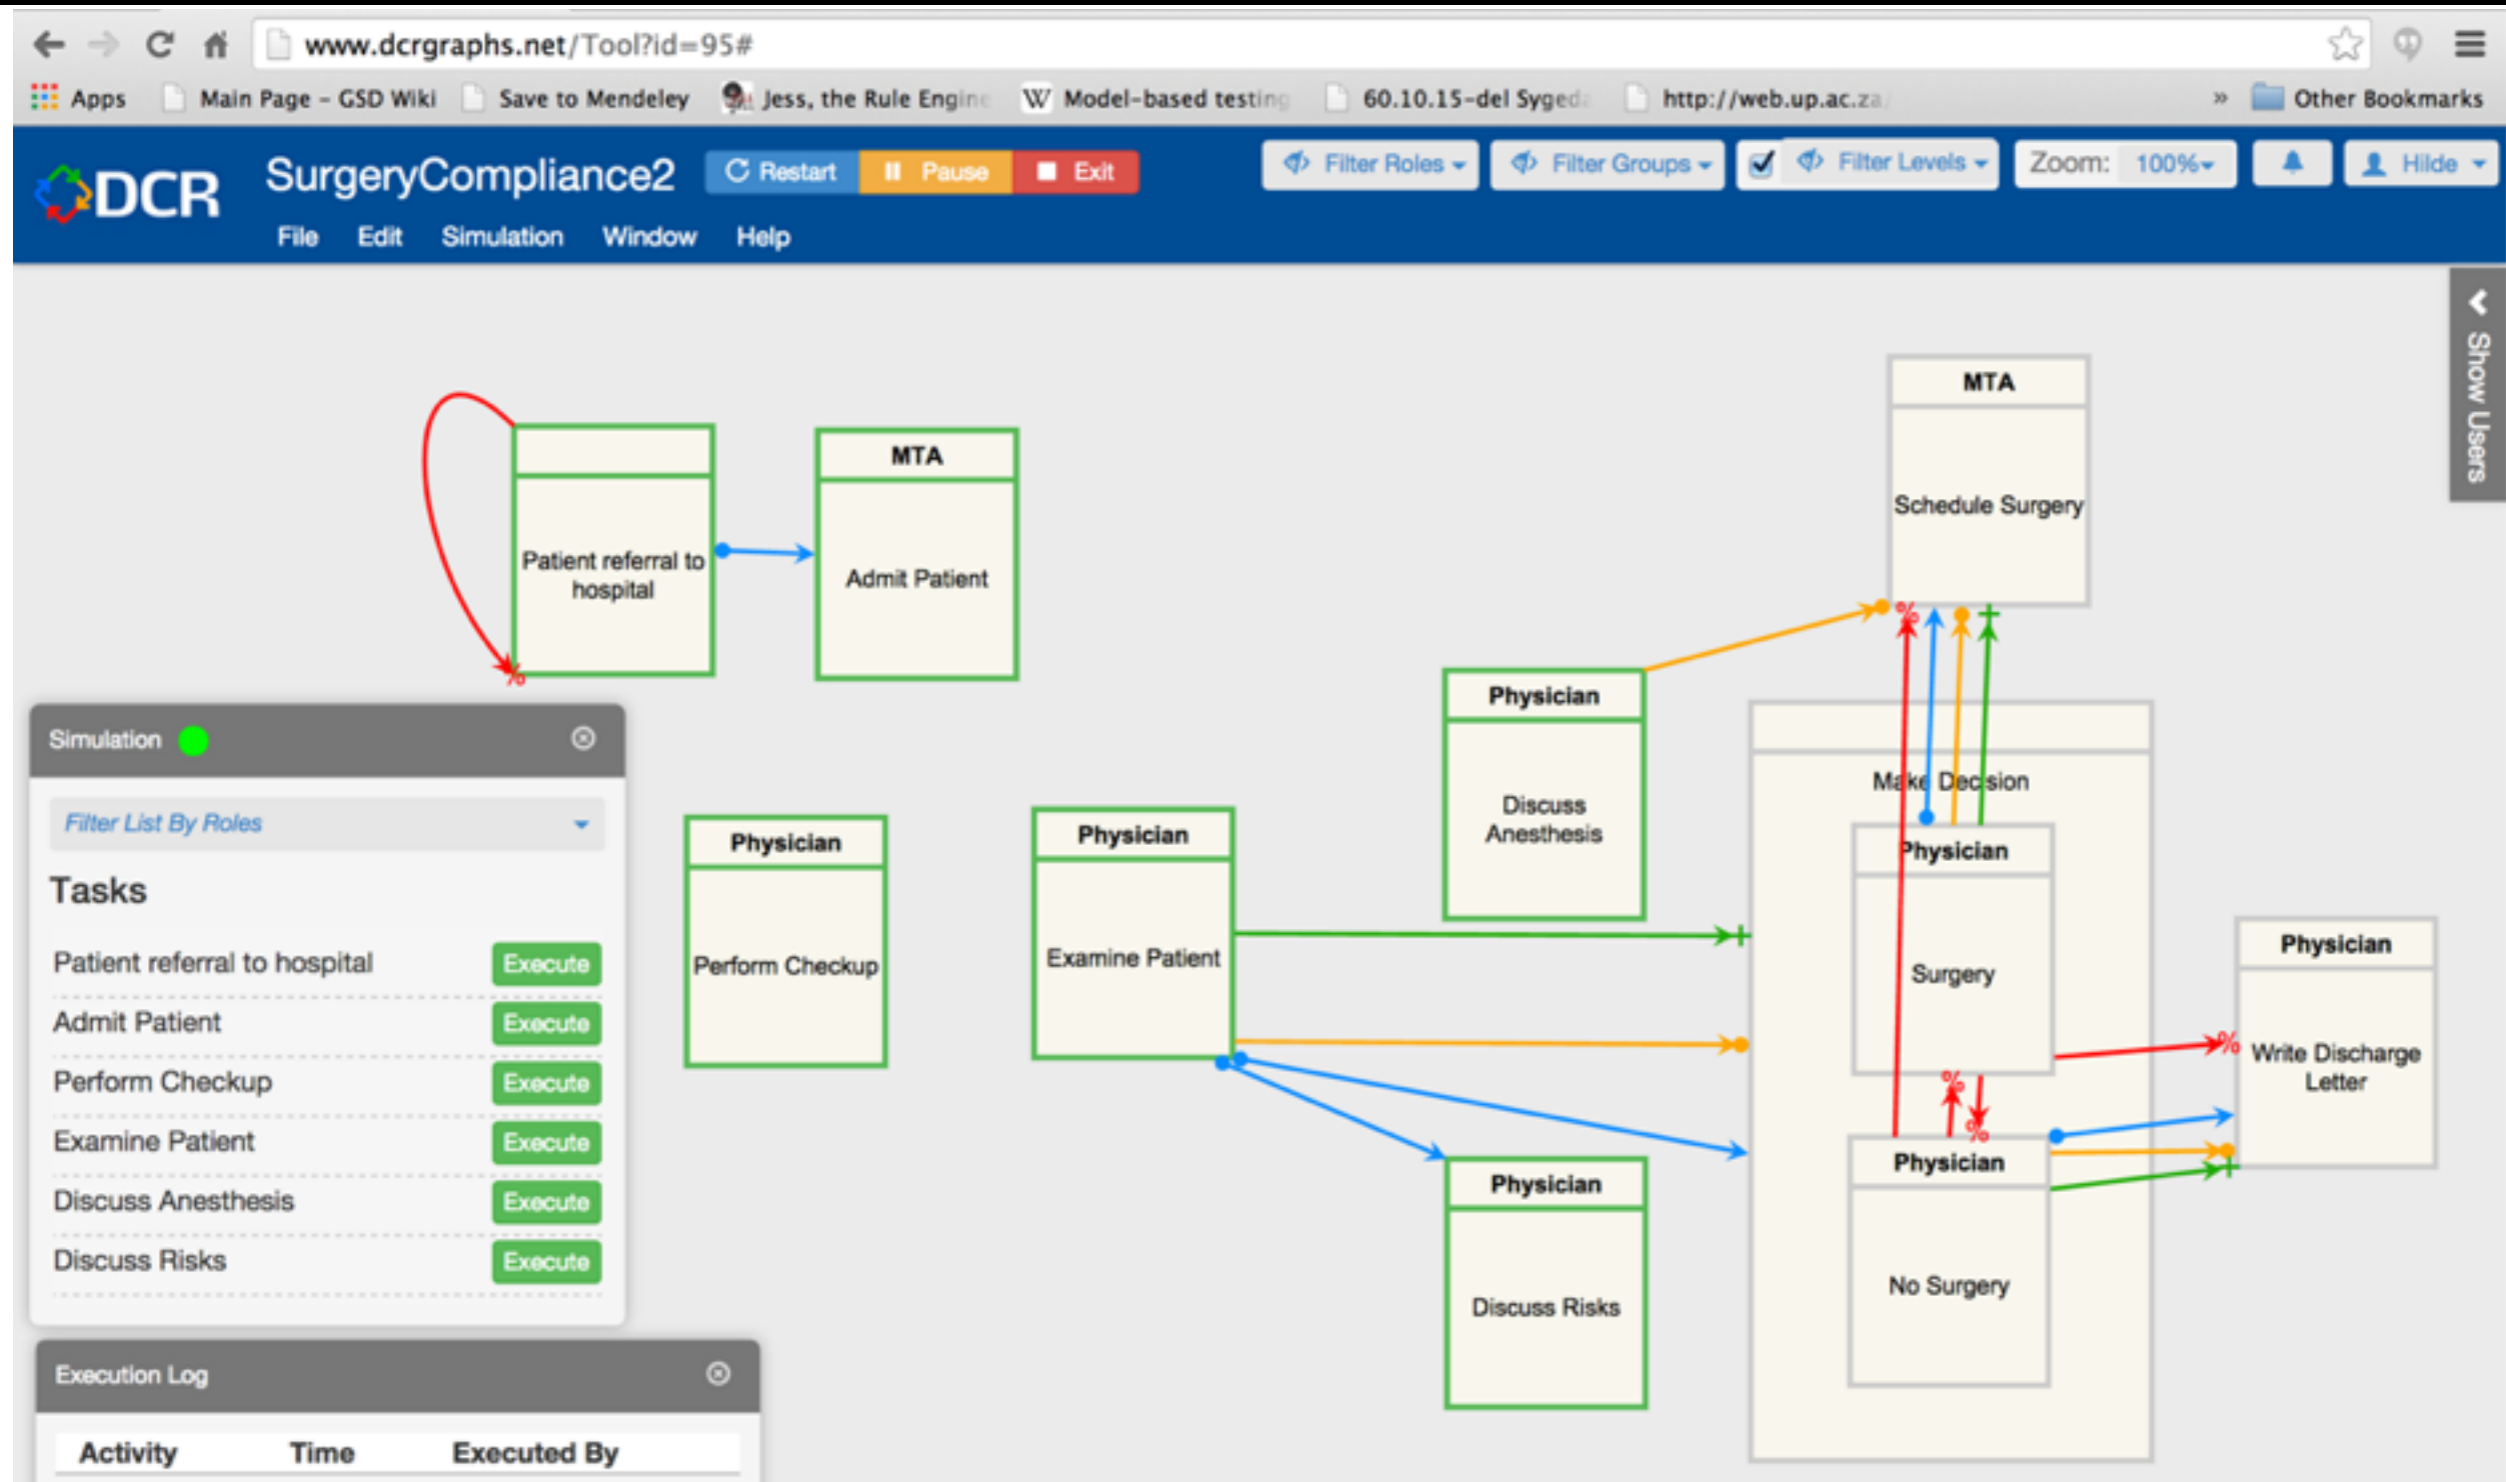 www.dcrgraphs.net/Tool?id=95#
Apps Main Page - GSD Wiki Save to Mendeley Jess, the Rule Engine W Model-based testing 60.10.15-del Syged http://web.up.ac.za/ » Other Bookmarks
DCR SurgeryCompliance2 Restart Pause Exit Filter Roles Filter Groups Filter Levels Zoom: 100% Hilde
File Edit Simulation Window Help
Show Users
MTA
Schedule Surgery
Patient referral to
hospital
MTA
Admit Patient
Physician
Discuss
Anesthesis
Make Decision
Physician
Surgery
Physician
No Surgery
Physician
Write Discharge
Letter
Physician
Perform Checkup
Physician
Examine Patient
Physician
Discuss Risks
%
%
%
%
%
Simulation
Filter List By Roles
Tasks
Patient referral to hospital Execute
Admit Patient Execute
Perform Checkup Execute
Examine Patient Execute
Discuss Anesthesis Execute
Discuss Risks Execute
Execution Log
Activity Time Executed By